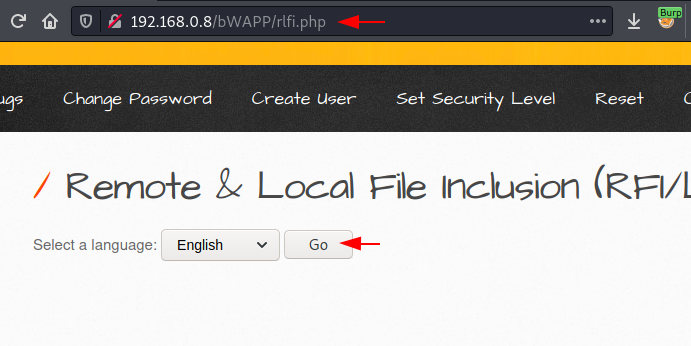 192.168.0.8/bWAPP/rlfi.php
Burp
ugs Change Password Create User Set Security Level Reset
/ Remote & Local File Inclusion (RFI/L
Select a language: English Go